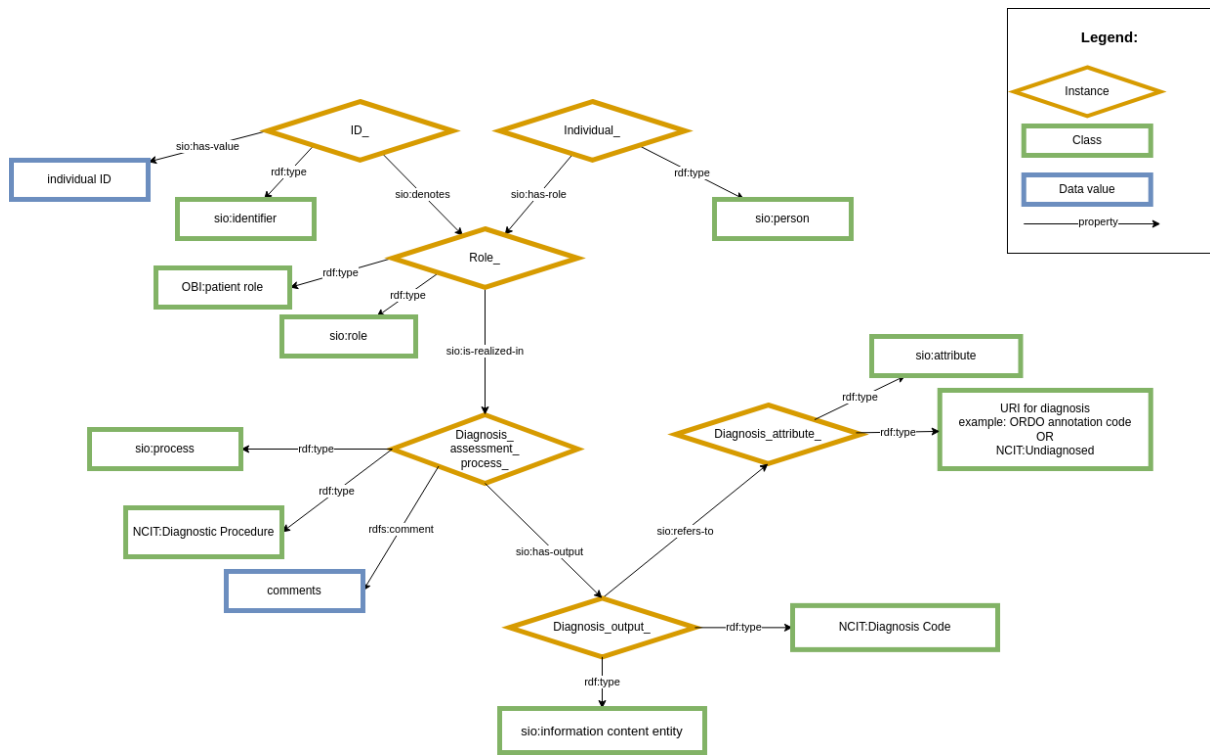 Legend:
Instance
Class
Data value
property
ID_
Individual_
sio:has-value
rdf:type
rdf:type
individual ID
sio:denotes
sio:has-role
sio:identifier
sio:person
Role_
rdf:type
OBI:patient role
rdf:type
sio:role
sio:is-realized-in
sio:attribute
rdf:type
URI for diagnosis
example: ORDO annotation code
OR
NCIT:Undiagnosed
Diagnosis_attribute_
rdf:type
Diagnosis_
assessment_
process_
sio:process
rdf:type
rdf:type
NCIT:Diagnostic Procedure
rdfs:comment
sio:refers-to
sio:has-output
comments
Diagnosis_output_
rdf:type
NCIT:Diagnosis Code
rdf:type
sio:information content entity